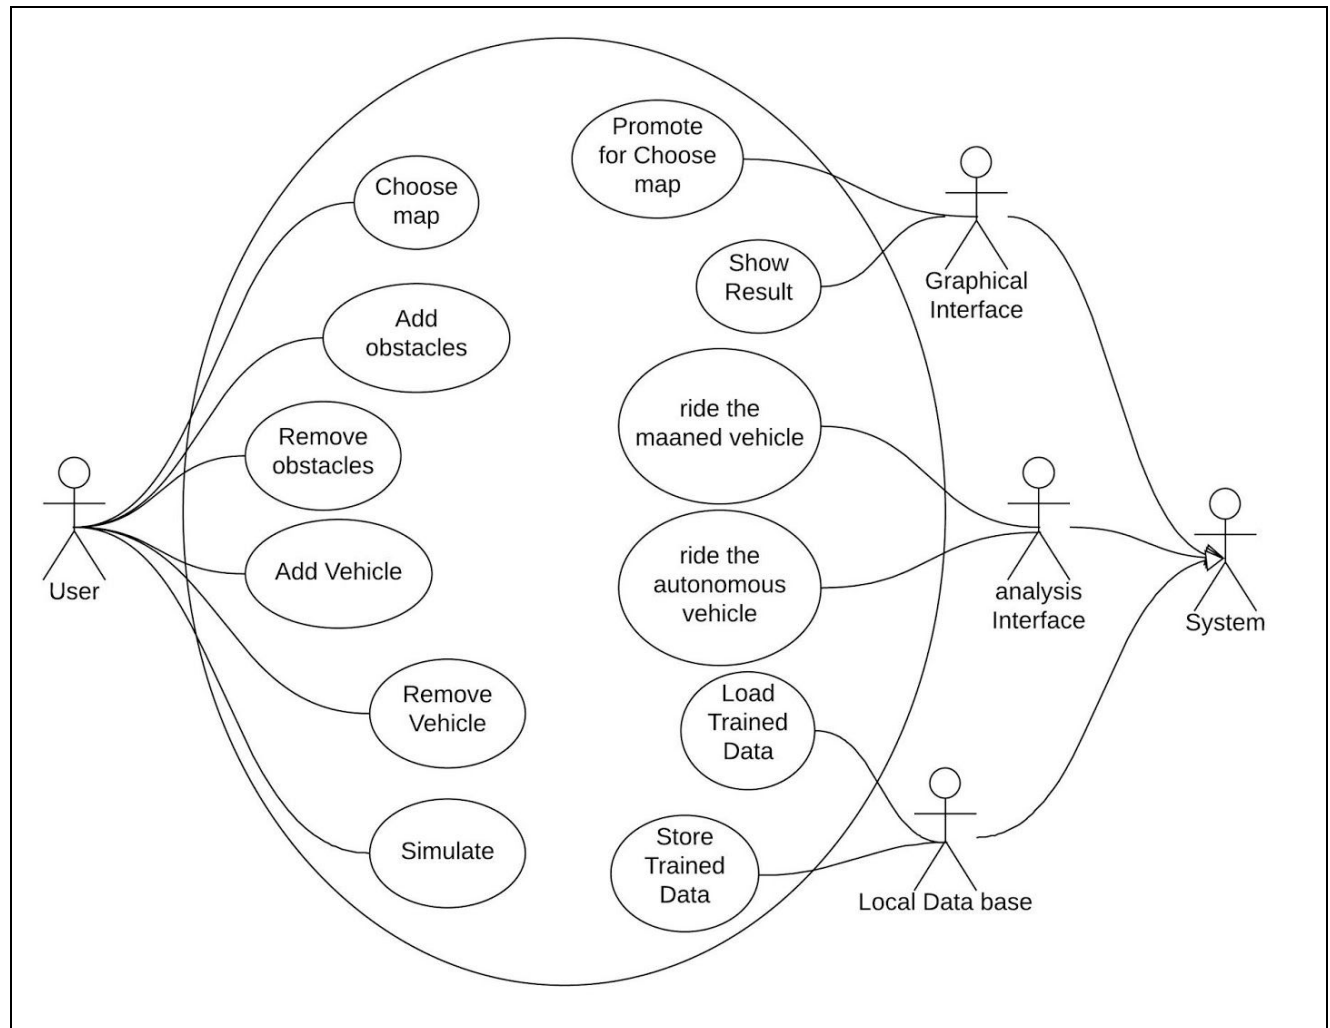 Promote
for Choose
map
Choose
map
Show
Result
Graphical
Interface
Add
obstacles
ride the
maaned vehicle
Remove
obstacles
ride the
autonomous
vehicle
Add Vehicle
User
analysis
Interface
System
Remove
Vehicle
Load
Trained
Data
Simulate
Store
Trained
Data
Local Data base